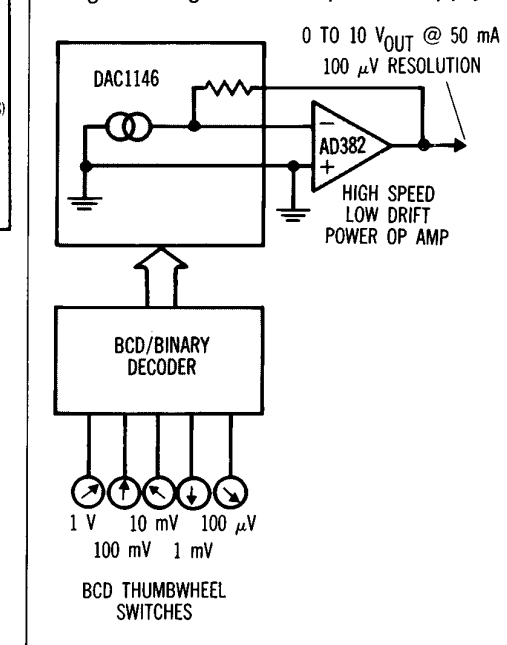 0 TO 10 VOUT @ 50 mA
100 μV RESOLUTION
DAC1146
−
AD382
+
HIGH SPEED
LOW DRIFT
POWER OP AMP
BCD/BINARY
DECODER
1 V 10 mV 100 μV
100 mV 1 mV
BCD THUMBWHEEL
SWITCHES